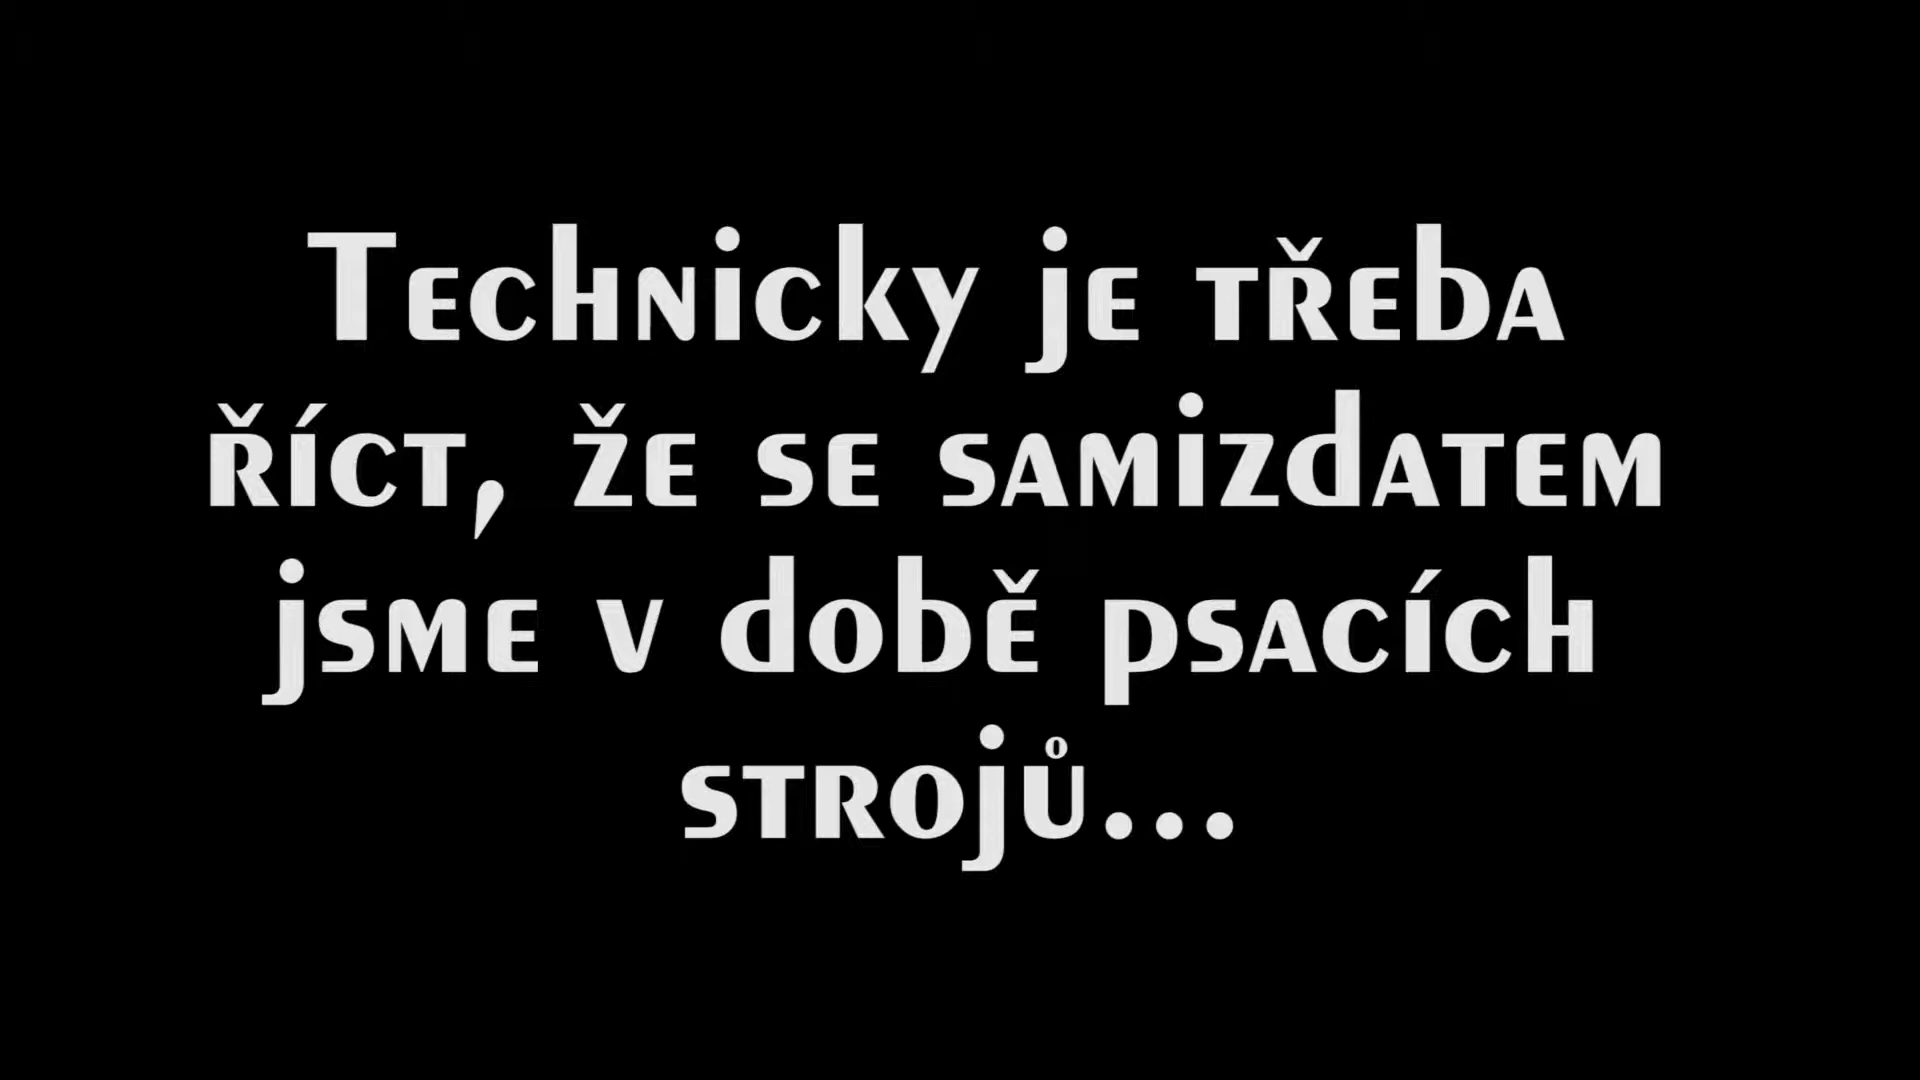 Technicky je třeba
říct, že se samizdatem
jsme v době psacích
strojů...